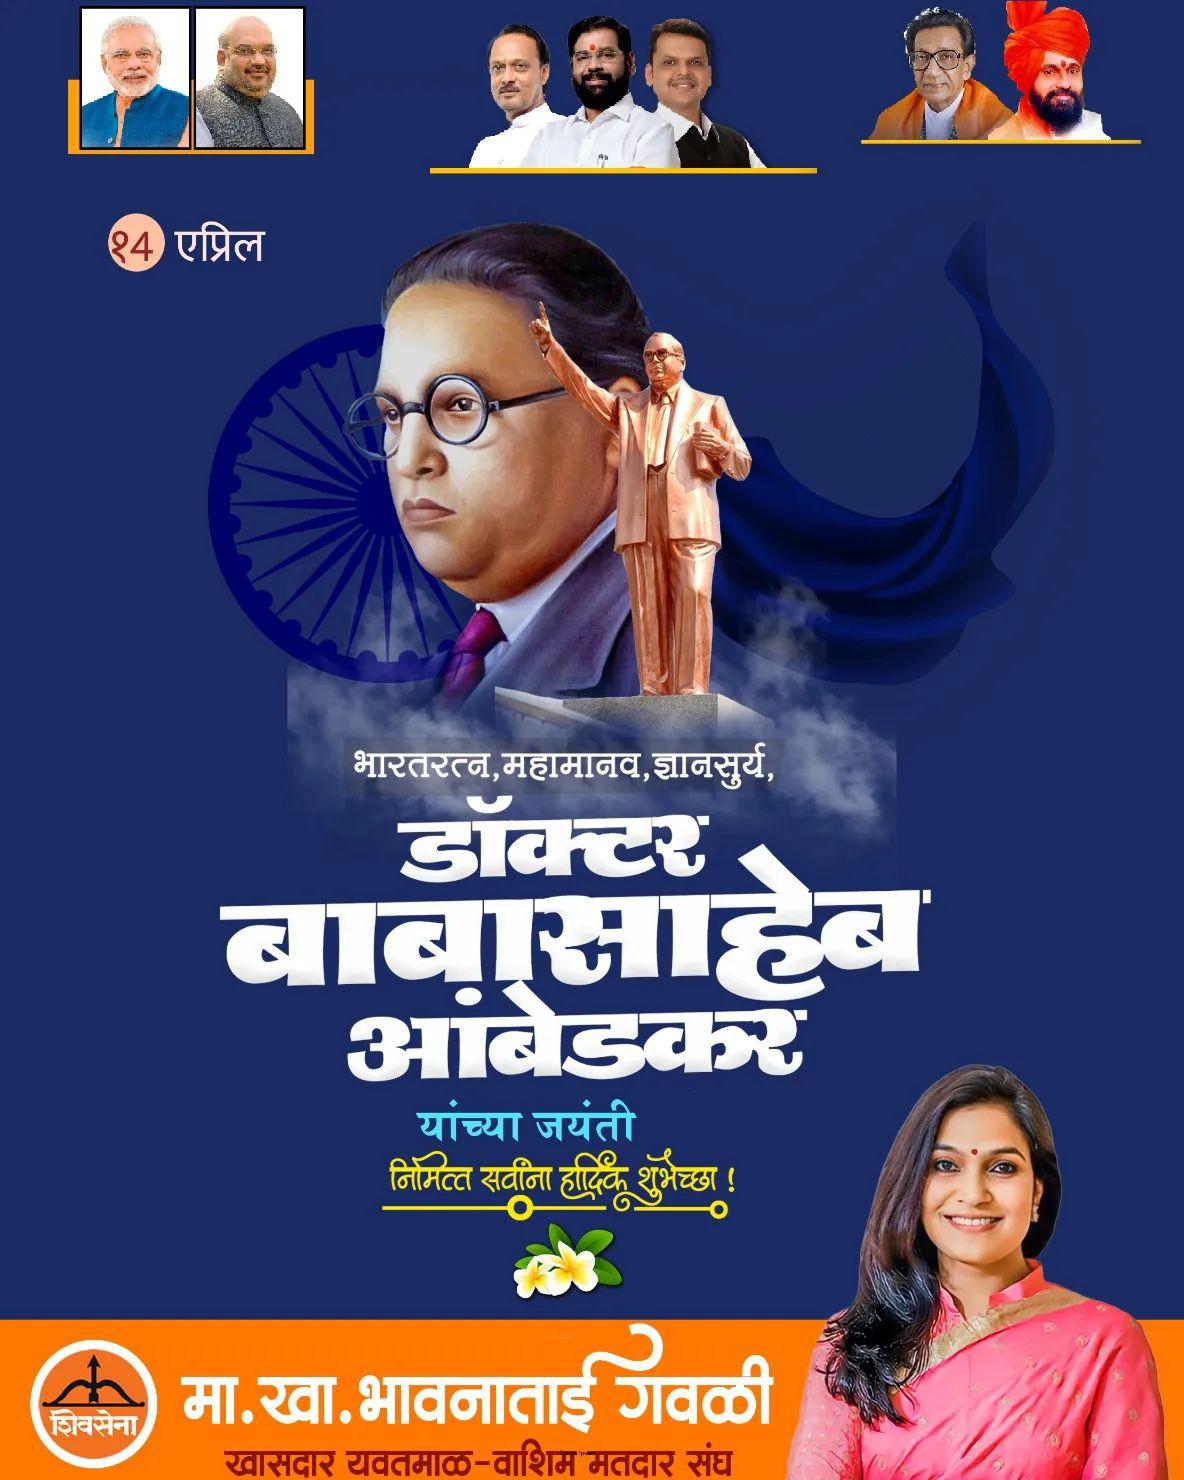 १४ एप्रिल
भारतरत्न,महामानव,ज्ञानसुर्य,
डॉक्टर
बाबासाहेब
आंबेडकर
यांच्या जयंती
निमित्त सर्वांना हार्दिक शुभेच्छा !
शिवसेना
मा.खा.भावनाताई गवळी
खासदार यवतमाळ-वाशिम मतदार संघ